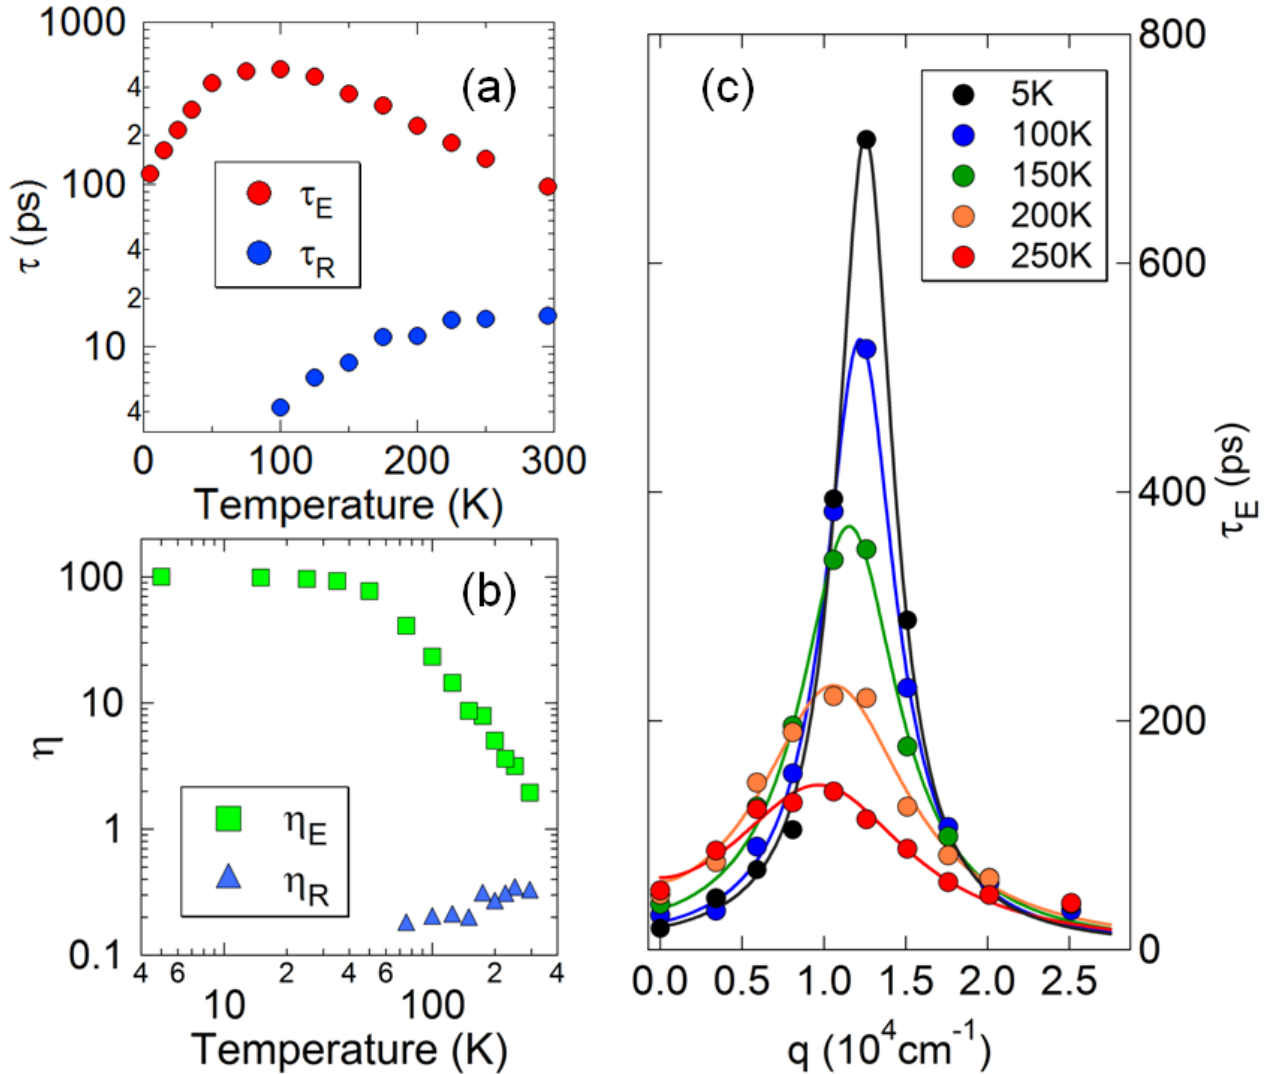 1000
4
2
100
4
2
10
4
τ (ps)
(a)
τE
τR
0 100 200 300
Temperature (K)
100
10
1
0.1
η
(b)
ηE
ηR
4 6 2 4 6 2 4
10 100
Temperature (K)
(c)
5K
100K
150K
200K
250K
800
600
400
200
0
τE (ps)
0.0 0.5 1.0 1.5 2.0 2.5
q (10⁴cm⁻¹)